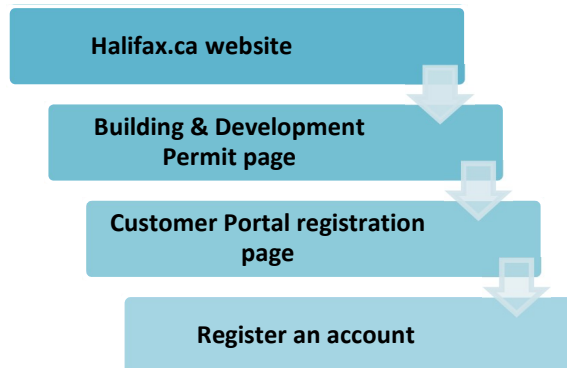 Halifax.ca website
Building & Development
Permit page
Customer Portal registration
page
Register an account